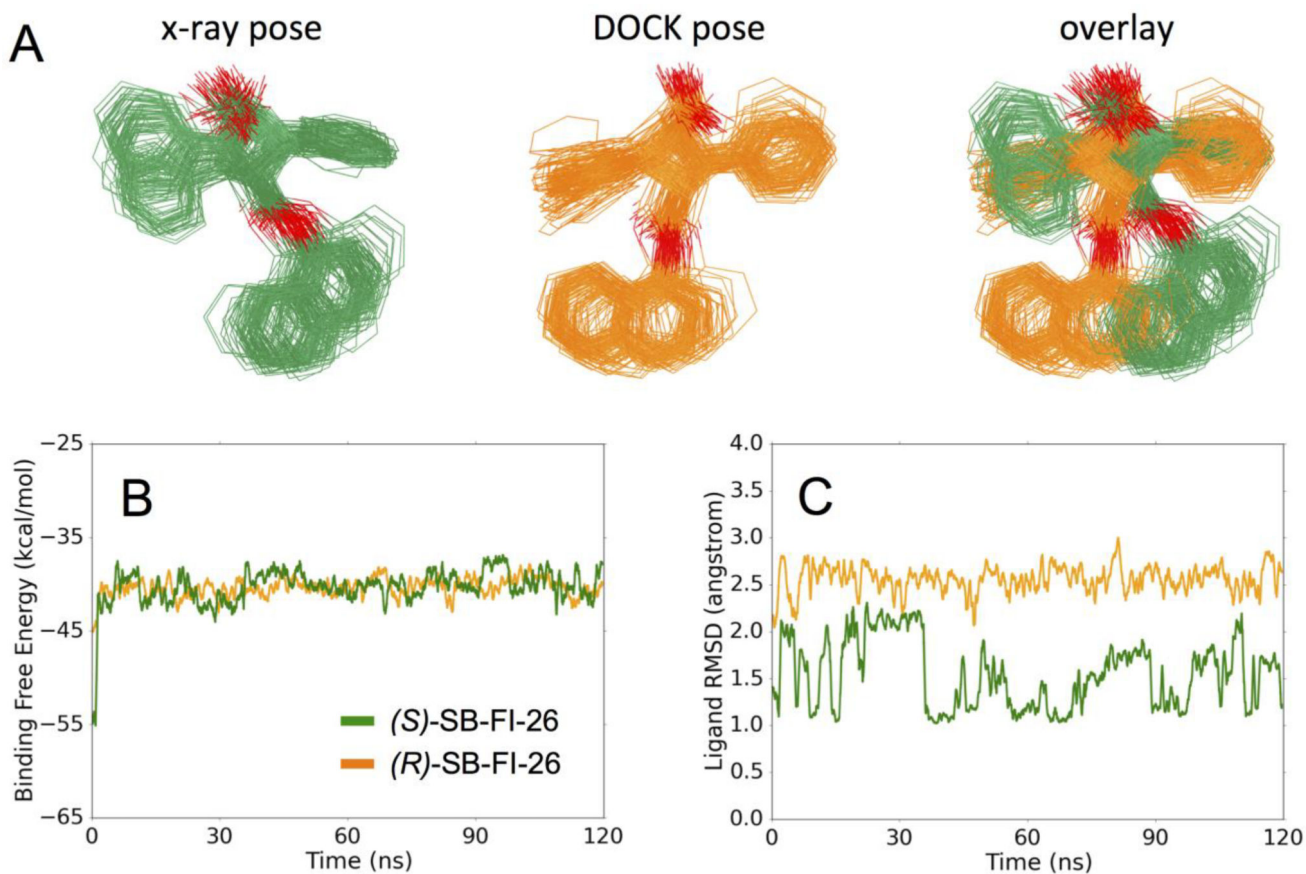 A
x-ray pose
DOCK pose
overlay
B
Binding Free Energy (kcal/mol)
−25
−35
−45
−55
−65
0
30
60
90
120
Time (ns)
(S)-SB-FI-26
(R)-SB-FI-26
C
Ligand RMSD (angstrom)
4.0
3.5
3.0
2.5
2.0
1.5
1.0
0.5
0.0
0
30
60
90
120
Time (ns)